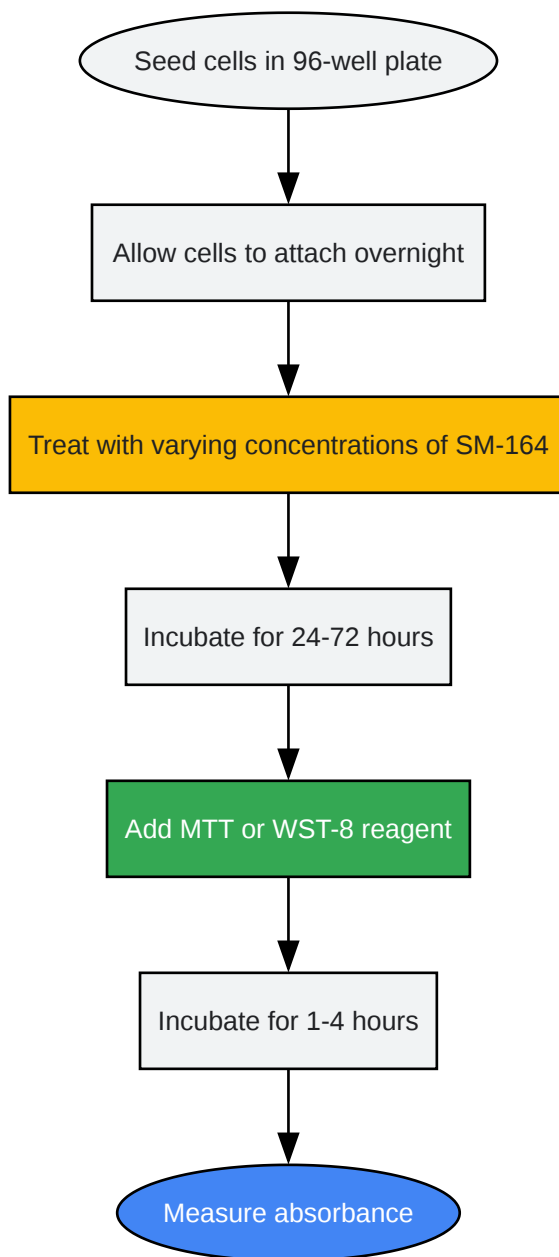 Seed cells in 96-well plate
Allow cells to attach overnight
Treat with varying concentrations of SM-164
Incubate for 24-72 hours
Add MTT or WST-8 reagent
Incubate for 1-4 hours
Measure absorbance